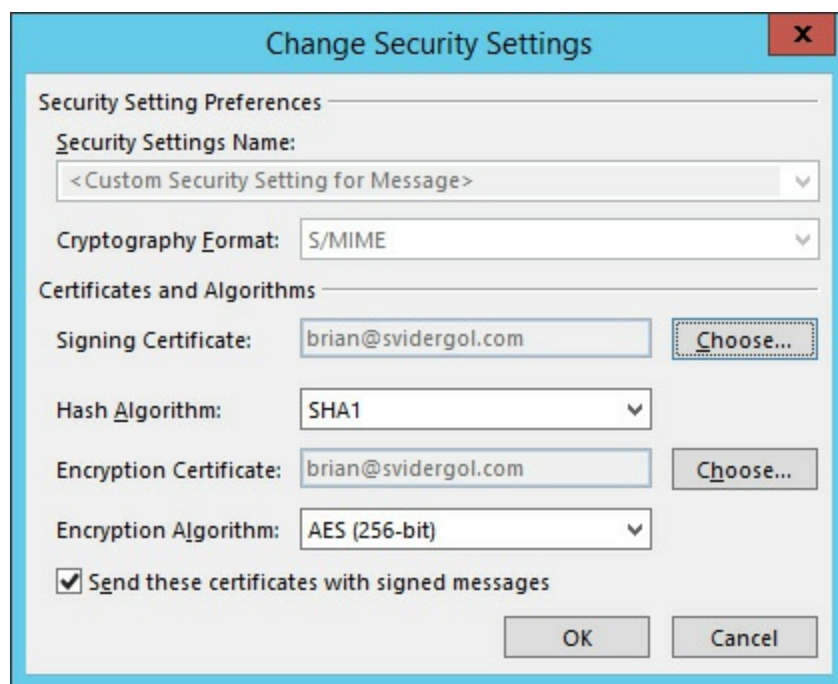 Change Security Settings
x
Security Setting Preferences
Security Settings Name:
<Custom Security Setting for Message>
Cryptography Format: S/MIME
Certificates and Algorithms
Signing Certificate: brian@svidergol.com Choose...
Hash Algorithm: SHA1
Encryption Certificate: brian@svidergol.com Choose...
Encryption Algorithm: AES (256-bit)
Send these certificates with signed messages
OK Cancel